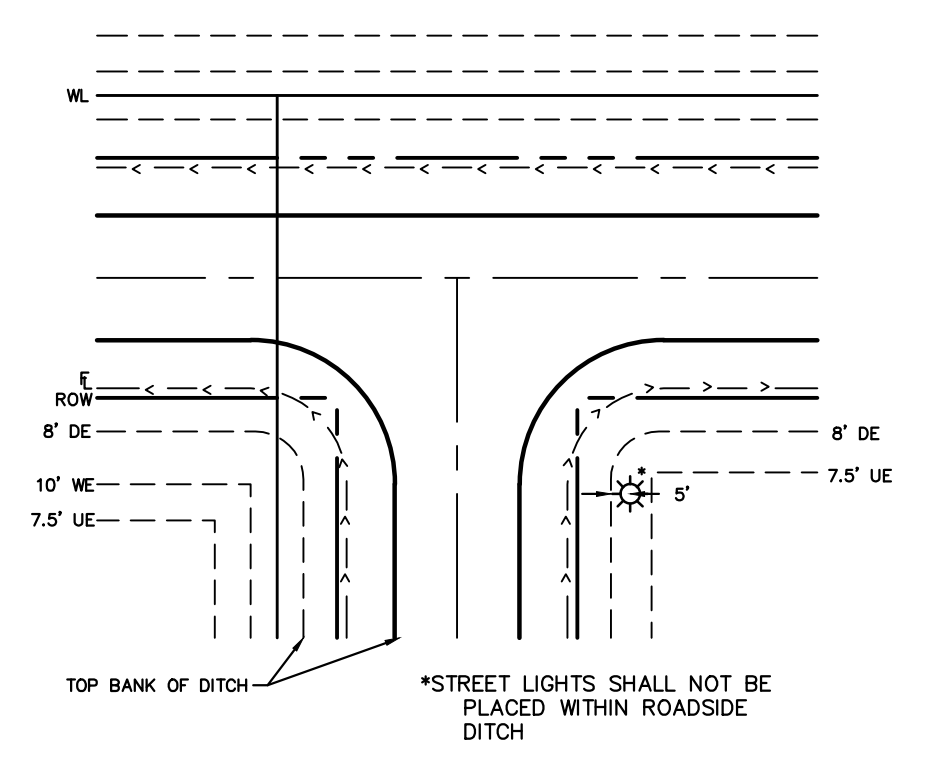 WL
FL
ROW
8' DE
8' DE
10' WE
7.5' UE
*
7.5' UE
5'
TOP BANK OF DITCH
*STREET LIGHTS SHALL NOT BE
PLACED WITHIN ROADSIDE
DITCH